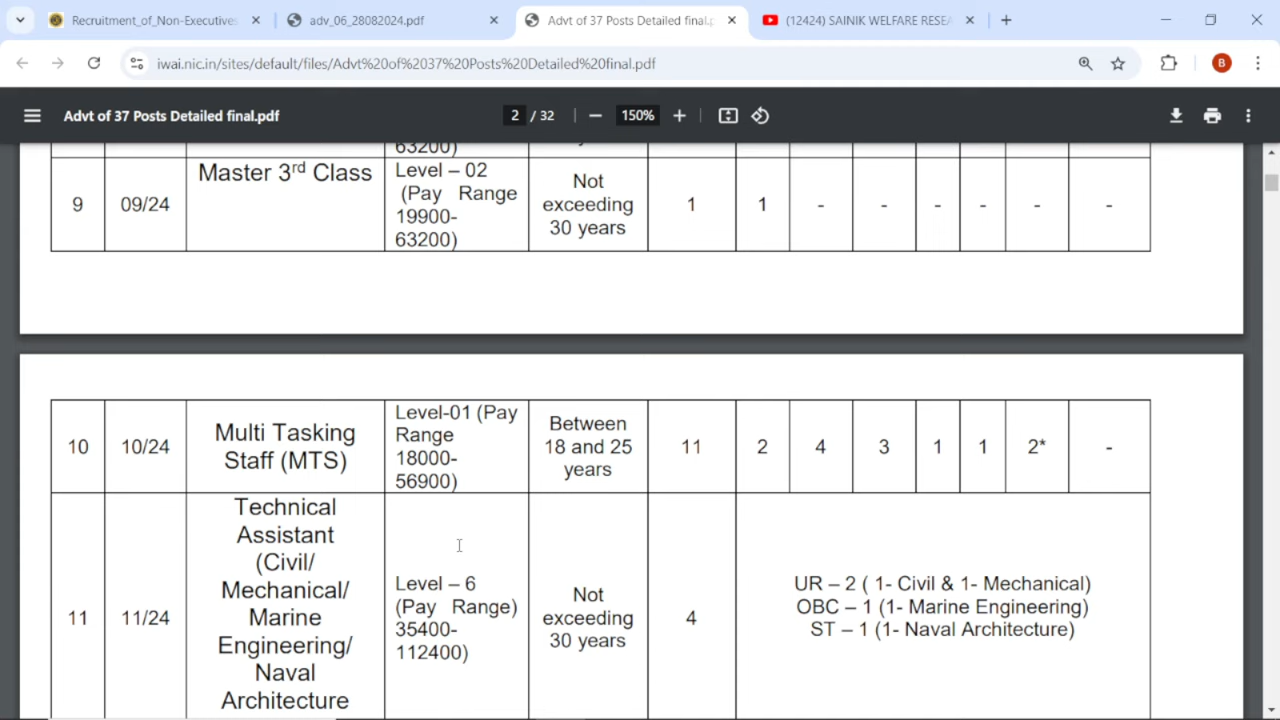 Recruitment_of_Non-Executives
adv_06_28082024.pdf
Advt of 37 Posts Detailed final.p
(12424) SAINIK WELFARE RESEA
iwai.nic.in/sites/default/files/Advt%20of%2037%20Posts%20Detailed%20final.pdf
B
Advt of 37 Posts Detailed final.pdf
2 / 32
150%
63200)
9
09/24
Master 3rd Class
Level – 02
(Pay Range
19900-
63200)
Not
exceeding
30 years
1
1
-
-
-
-
-
-
10
10/24
Multi Tasking
Staff (MTS)
Level-01 (Pay
Range
18000-
56900)
Between
18 and 25
years
11
2
4
3
1
1
2*
-
11
11/24
Technical
Assistant
(Civil/
Mechanical/
Marine
Engineering/
Naval
Architecture
Level – 6
(Pay Range)
35400-
112400)
Not
exceeding
30 years
4
UR – 2 ( 1- Civil & 1- Mechanical)
OBC – 1 (1- Marine Engineering)
ST – 1 (1- Naval Architecture)